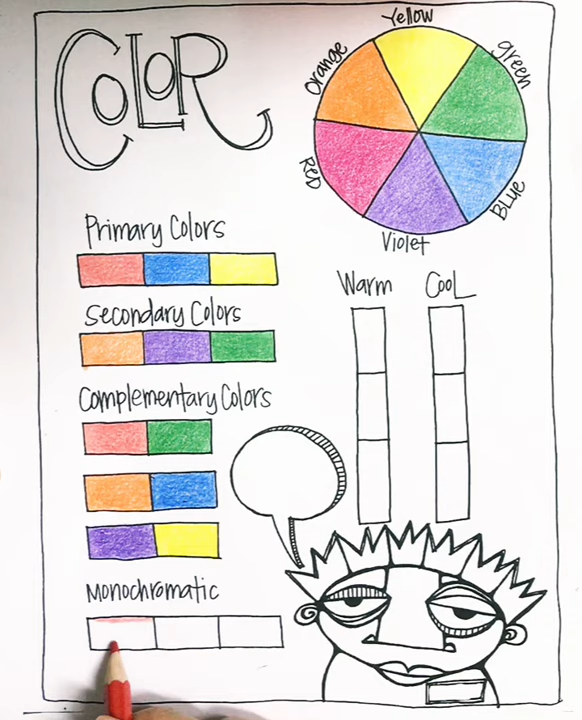 COLOR
Yellow
Orange
green
Red
BLUE
Violet
Primary Colors
Warm
CooL
Secondary Colors
Complementary Colors
Monochromatic